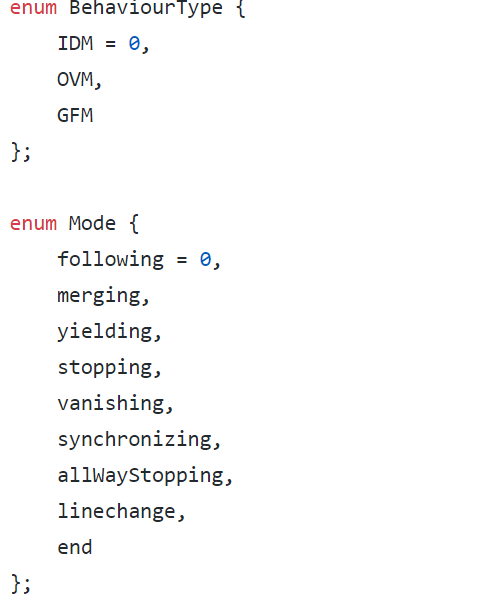 enum BehaviourType {
    IDM = 0,
    OVM,
    GFM
};

enum Mode {
    following = 0,
    merging,
    yielding,
    stopping,
    vanishing,
    synchronizing,
    allWayStopping,
    linechange,
    end
};